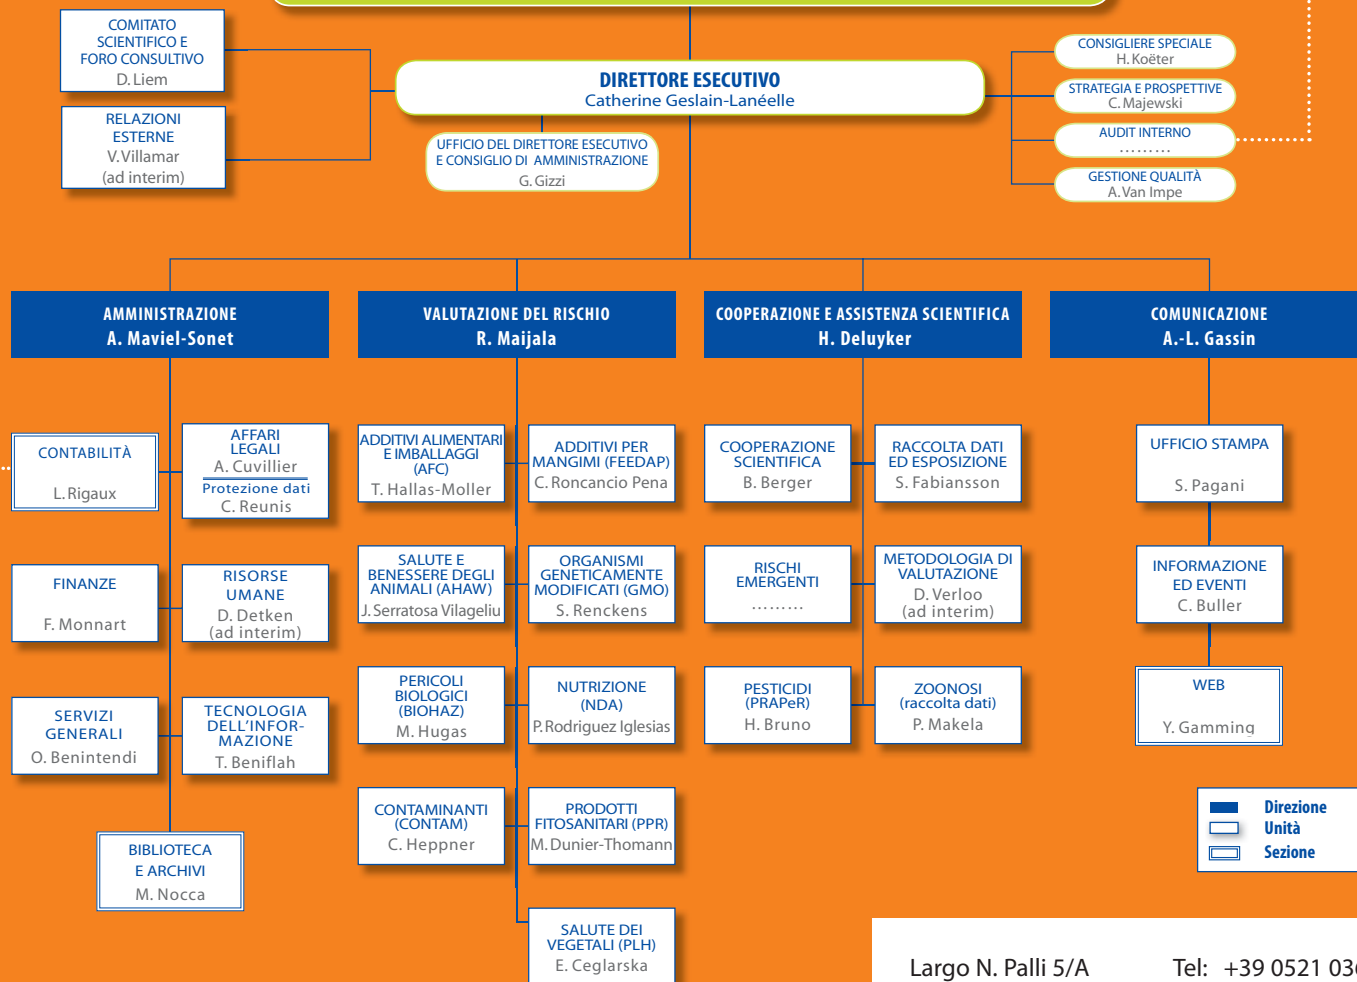 COMITATO
SCIENTIFICO E
FORO CONSULTIVO
D. Liem
RELAZIONI
ESTERNE
V. Villamar
(ad interim)
DIRETTORE ESECUTIVO
Catherine Geslain-Lanéelle
UFFICIO DEL DIRETTORE ESECUTIVO
E CONSIGLIO DI AMMINISTRAZIONE
G. Gizzi
CONSIGLIERE SPECIALE
H. Koëter
STRATEGIA E PROSPETTIVE
C. Majewski
AUDIT INTERNO
.........
GESTIONE QUALITÀ
A. Van Impe
AMMINISTRAZIONE
A. Maviel-Sonet
VALUTAZIONE DEL RISCHIO
R. Maijala
COOPERAZIONE E ASSISTENZA SCIENTIFICA
H. Deluyker
COMUNICAZIONE
A.-L. Gassin
CONTABILITÀ
L. Rigaux
AFFARI
LEGALI
A. Cuvillier
Protezione dati
C. Reunis
FINANZE
F. Monnart
RISORSE
UMANE
D. Detken
(ad interim)
SERVIZI
GENERALI
O. Benintendi
TECNOLOGIA
DELL'INFOR-
MAZIONE
T. Beniflah
BIBLIOTECA
E ARCHIVI
M. Nocca
ADDITIVI ALIMENTARI
E IMBALLAGGI
(AFC)
T. Hallas-Moller
ADDITIVI PER
MANGIMI (FEEDAP)
C. Roncancio Pena
SALUTE E
BENESSERE DEGLI
ANIMALI (AHAW)
J. Serratosa Vilageliu
ORGANISMI
GENETICAMENTE
MODIFICATI (GMO)
S. Renckens
PERICOLI
BIOLOGICI
(BIOHAZ)
M. Hugas
NUTRIZIONE
(NDA)
P. Rodriguez Iglesias
CONTAMINANTI
(CONTAM)
C. Heppner
PRODOTTI
FITOSANITARI (PPR)
M. Dunier-Thomann
SALUTE DEI
VEGETALI (PLH)
E. Ceglarska
COOPERAZIONE
SCIENTIFICA
B. Berger
RACCOLTA DATI
ED ESPOSIZIONE
S. Fabiansson
RISCHI
EMERGENTI
.........
METODOLOGIA DI
VALUTAZIONE
D. Verloo
(ad interim)
PESTICIDI
(PRAPeR)
H. Bruno
ZOONOSI
(raccolta dati)
P. Makela
UFFICIO STAMPA
S. Pagani
INFORMAZIONE
ED EVENTI
C. Buller
WEB
Y. Gamming
Direzione
Unità
Sezione
Largo N. Palli 5/A Tel: +39 0521 036